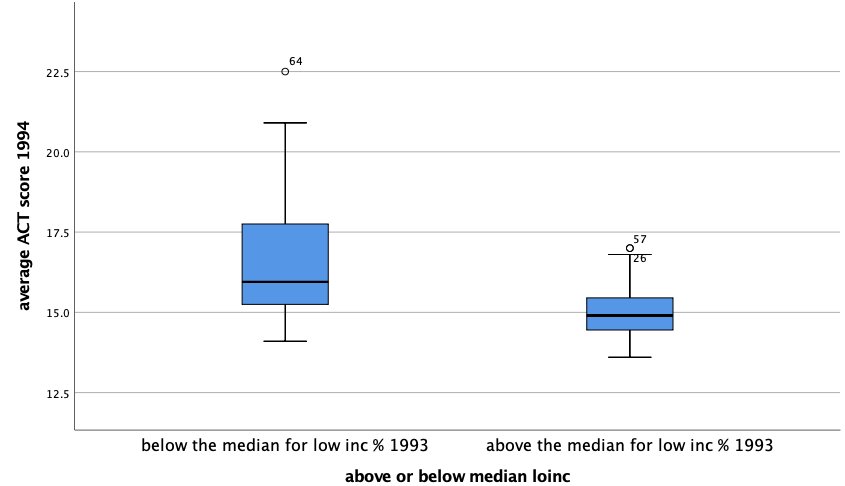 average ACT score 1994
22.5
20.0
17.5
15.0
12.5
64
57
26
below the median for low inc % 1993
above the median for low inc % 1993
above or below median loinc